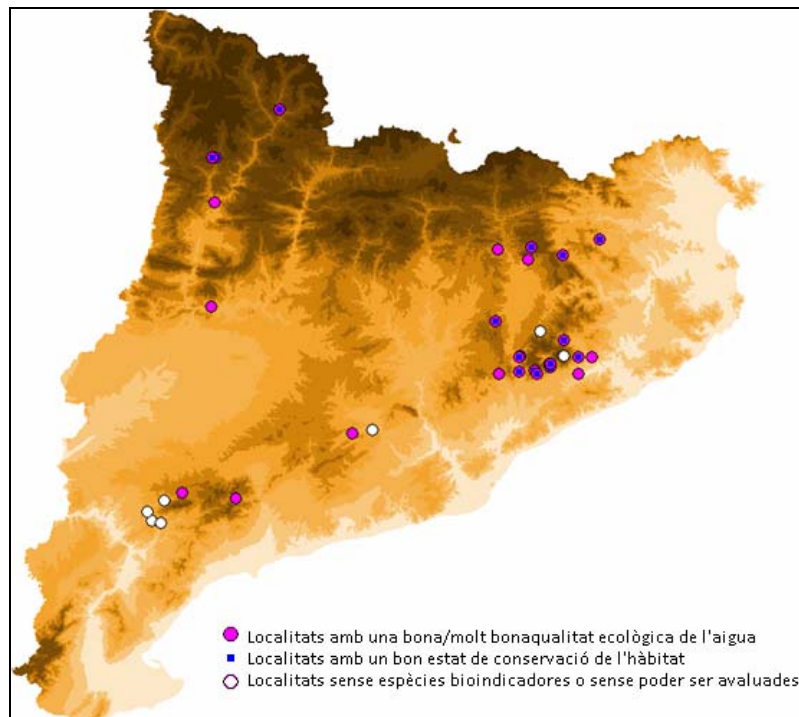 Localitats amb una bona/molt bonaqualitat ecològica de l'aigua
Localitats amb un bon estat de conservació de l'hàbitat
Localitats sense espècies bioindicadores o sense poder ser avaluades